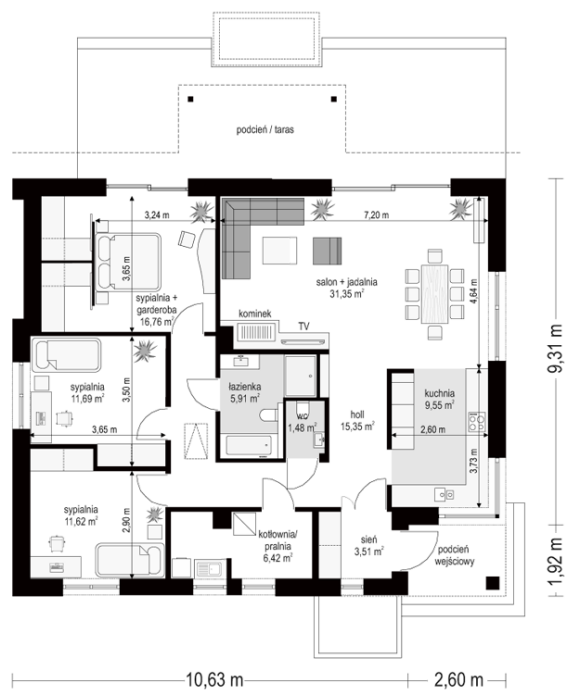 podcień / taras
3,24 m
7,20 m
3,65 m
sypialnia +
garderoba
16,76 m²
salon + jadalnia
31,35 m²
4,64 m
kominek
TV
sypialnia
11,69 m²
3,50 m
3,65 m
łazienka
5,91 m²
kuchnia
9,55 m²
2,60 m
wc
1,48 m²
holl
15,35 m²
3,73 m
sypialnia
11,62 m²
2,90 m
kotłownia/
pralnia
6,42 m²
sień
3,51 m²
podcień
wejściowy
9,31 m
1,92 m
10,63 m
2,60 m